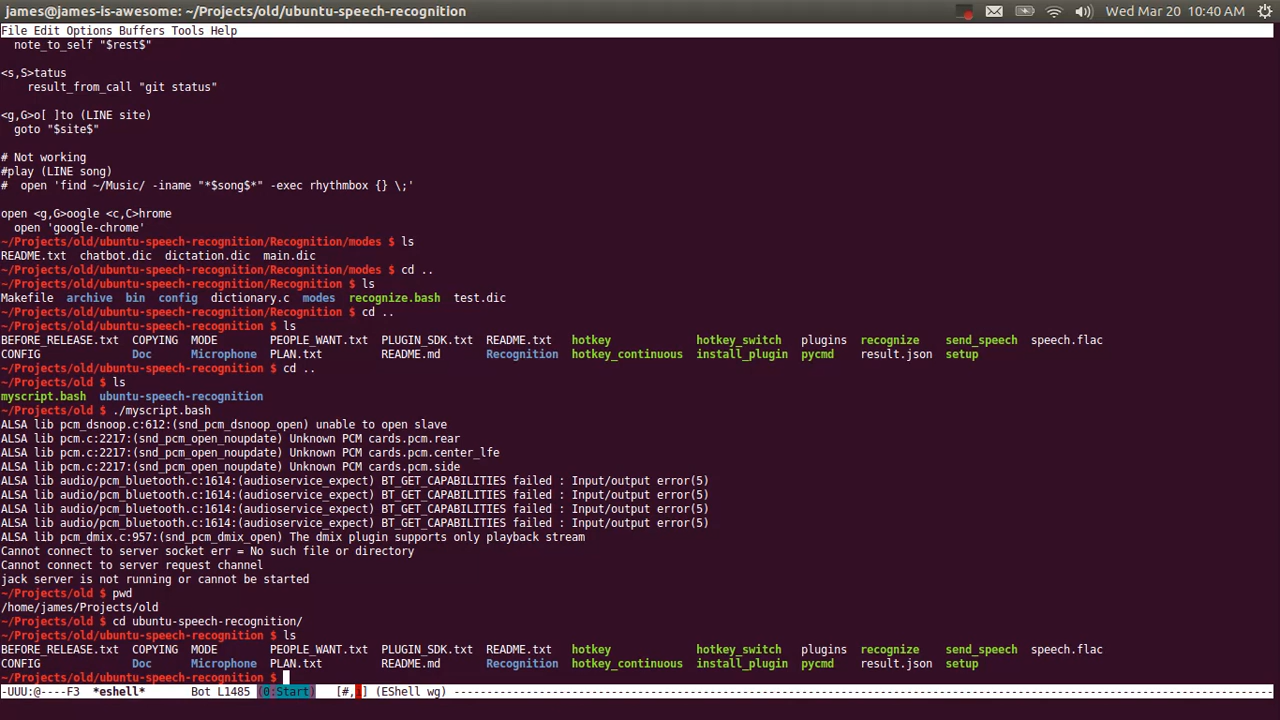 james@james-is-awesome: ~/Projects/old/ubuntu-speech-recognition Wed Mar 20 10:40 AM
File Edit Options Buffers Tools Help
note_to_self "$rest$"
<s,S>tatus
result_from_call "git status"
<g,G>o[ ]to (LINE site)
goto "$site$"
# Not working
#play (LINE song)
#  open 'find ~/Music/ -iname "*$song$*" -exec rhythmbox {} \;'
open <g,G>oogle <c,C>hrome
open 'google-chrome'
~/Projects/old/ubuntu-speech-recognition/Recognition/modes $ ls
README.txt  chatbot.dic  dictation.dic  main.dic
~/Projects/old/ubuntu-speech-recognition/Recognition/modes $ cd ..
~/Projects/old/ubuntu-speech-recognition/Recognition $ ls
Makefile  archive  bin  config  dictionary.c  modes  recognize.bash  test.dic
~/Projects/old/ubuntu-speech-recognition/Recognition $ cd ..
~/Projects/old/ubuntu-speech-recognition $ ls
BEFORE_RELEASE.txt  COPYING  MODE  PEOPLE_WANT.txt  PLUGIN_SDK.txt  README.txt  hotkey  hotkey_switch  plugins  recognize  send_speech  speech.flac
CONFIG  Doc  Microphone  PLAN.txt  README.md  Recognition  hotkey_continuous  install_plugin  pycmd  result.json  setup
~/Projects/old/ubuntu-speech-recognition $ cd ..
~/Projects/old $ ls
myscript.bash  ubuntu-speech-recognition
~/Projects/old $ ./myscript.bash
ALSA lib pcm_dsnoop.c:612:(snd_pcm_dsnoop_open) unable to open slave
ALSA lib pcm.c:2217:(snd_pcm_open_noupdate) Unknown PCM cards.pcm.rear
ALSA lib pcm.c:2217:(snd_pcm_open_noupdate) Unknown PCM cards.pcm.center_lfe
ALSA lib pcm.c:2217:(snd_pcm_open_noupdate) Unknown PCM cards.pcm.side
ALSA lib audio/pcm_bluetooth.c:1614:(audioservice_expect) BT_GET_CAPABILITIES failed : Input/output error(5)
ALSA lib audio/pcm_bluetooth.c:1614:(audioservice_expect) BT_GET_CAPABILITIES failed : Input/output error(5)
ALSA lib audio/pcm_bluetooth.c:1614:(audioservice_expect) BT_GET_CAPABILITIES failed : Input/output error(5)
ALSA lib audio/pcm_bluetooth.c:1614:(audioservice_expect) BT_GET_CAPABILITIES failed : Input/output error(5)
ALSA lib pcm_dmix.c:957:(snd_pcm_dmix_open) The dmix plugin supports only playback stream
Cannot connect to server socket err = No such file or directory
Cannot connect to server request channel
jack server is not running or cannot be started
~/Projects/old $ pwd
/home/james/Projects/old
~/Projects/old $ cd ubuntu-speech-recognition/
~/Projects/old/ubuntu-speech-recognition $ ls
BEFORE_RELEASE.txt  COPYING  MODE  PEOPLE_WANT.txt  PLUGIN_SDK.txt  README.txt  hotkey  hotkey_switch  plugins  recognize  send_speech  speech.flac
CONFIG  Doc  Microphone  PLAN.txt  README.md  Recognition  hotkey_continuous  install_plugin  pycmd  result.json  setup
~/Projects/old/ubuntu-speech-recognition $
-UUU:@----F3  *eshell*  Bot L1485  (0:Start)  [#,i] (EShell wg) ----------